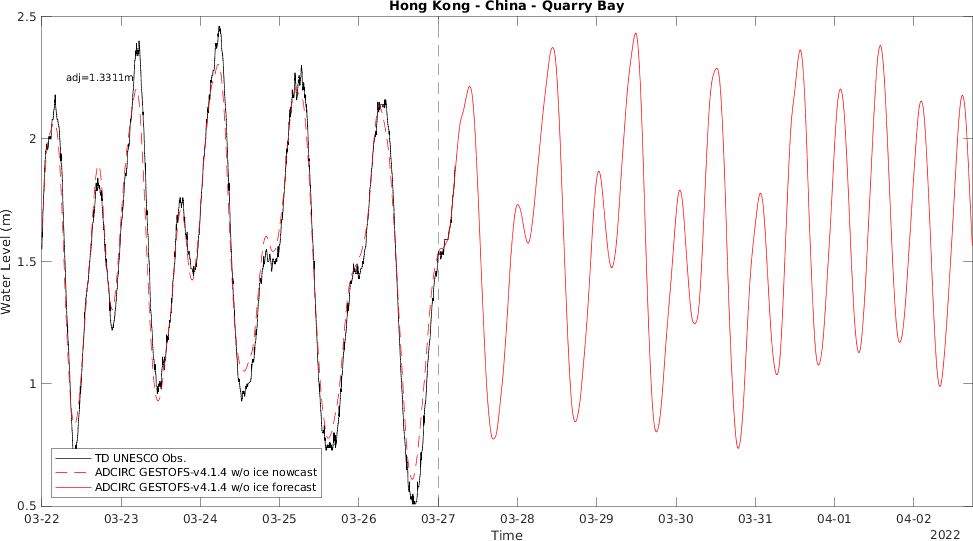 Hong Kong - China - Quarry Bay
2.5
adj=1.3311m
2
Water Level (m)
1.5
1
TD UNESCO Obs.
ADCIRC GESTOFS-v4.1.4 w/o ice nowcast
ADCIRC GESTOFS-v4.1.4 w/o ice forecast
0.5
03-22 03-23 03-24 03-25 03-26 03-27 03-28 03-29 03-30 03-31 04-01 04-02
Time
2022